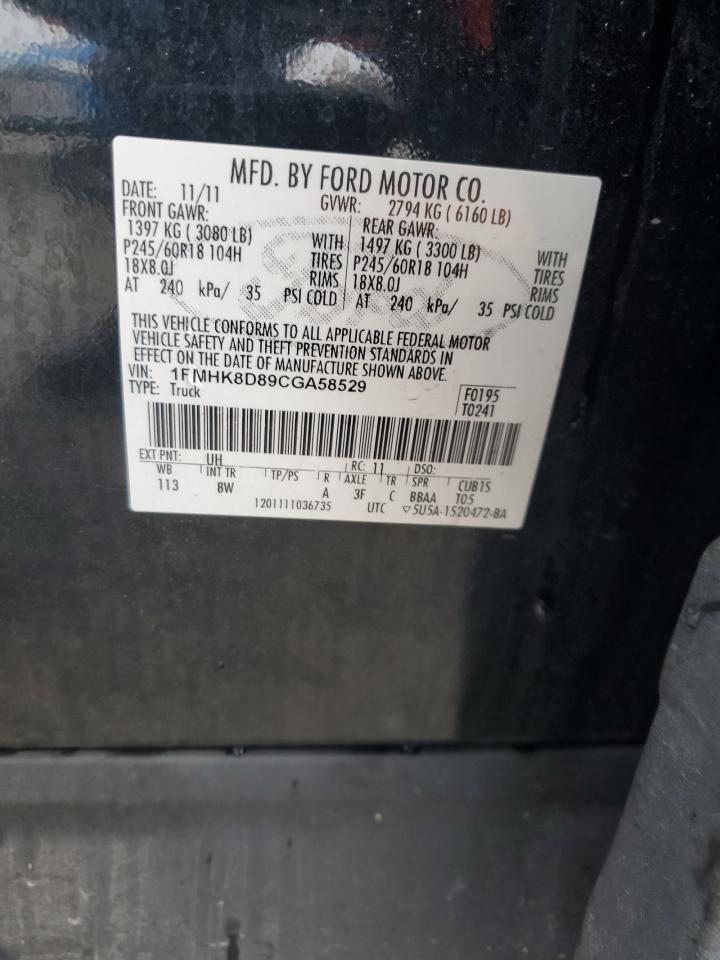 MFD. BY FORD MOTOR CO.
DATE: 11/11 GVWR: 2794 KG ( 6160 LB)
FRONT GAWR: REAR GAWR:
1397 KG ( 3080 LB) WITH 1497 KG ( 3300 LB) WITH
P245/60R18 104H TIRES P245/60R18 104H TIRES
18X8.0J RIMS 18X8.0J RIMS
AT 240 kPa/ 35 PSI COLD AT 240 kPa/ 35 PSI COLD
THIS VEHICLE CONFORMS TO ALL APPLICABLE FEDERAL MOTOR
VEHICLE SAFETY AND THEFT PREVENTION STANDARDS IN
EFFECT ON THE DATE OF MANUFACTURE SHOWN ABOVE.
VIN: 1FMHK8D89CGA58529
TYPE: Truck F0195
T0241
EXT PNT: UH RC: 11 DSO:
WB INT TR TP/PS R AXLE TR SPR CUBTS
113 8W A 3F C BBAA T05
1201111036735 UTC ▽5U5A-1520472-BA